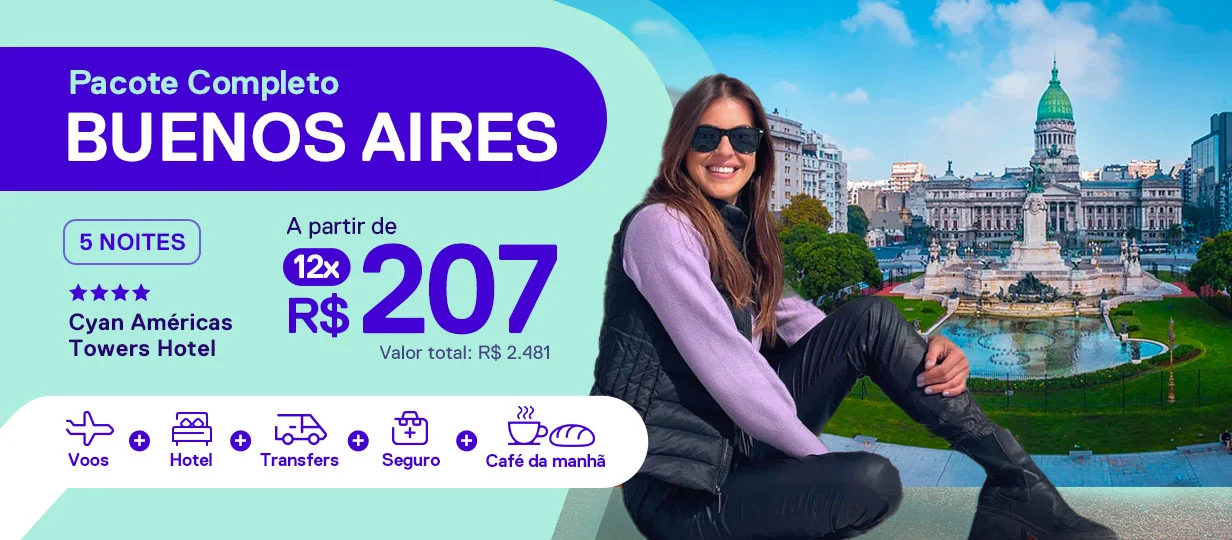 Pacote Completo
BUENOS AIRES
5 NOITES
Cyan Américas
Towers Hotel
A partir de
12x
R$ 207
Valor total: R$ 2.481
Voos
Hotel
Transfers
Seguro
Café da manhã